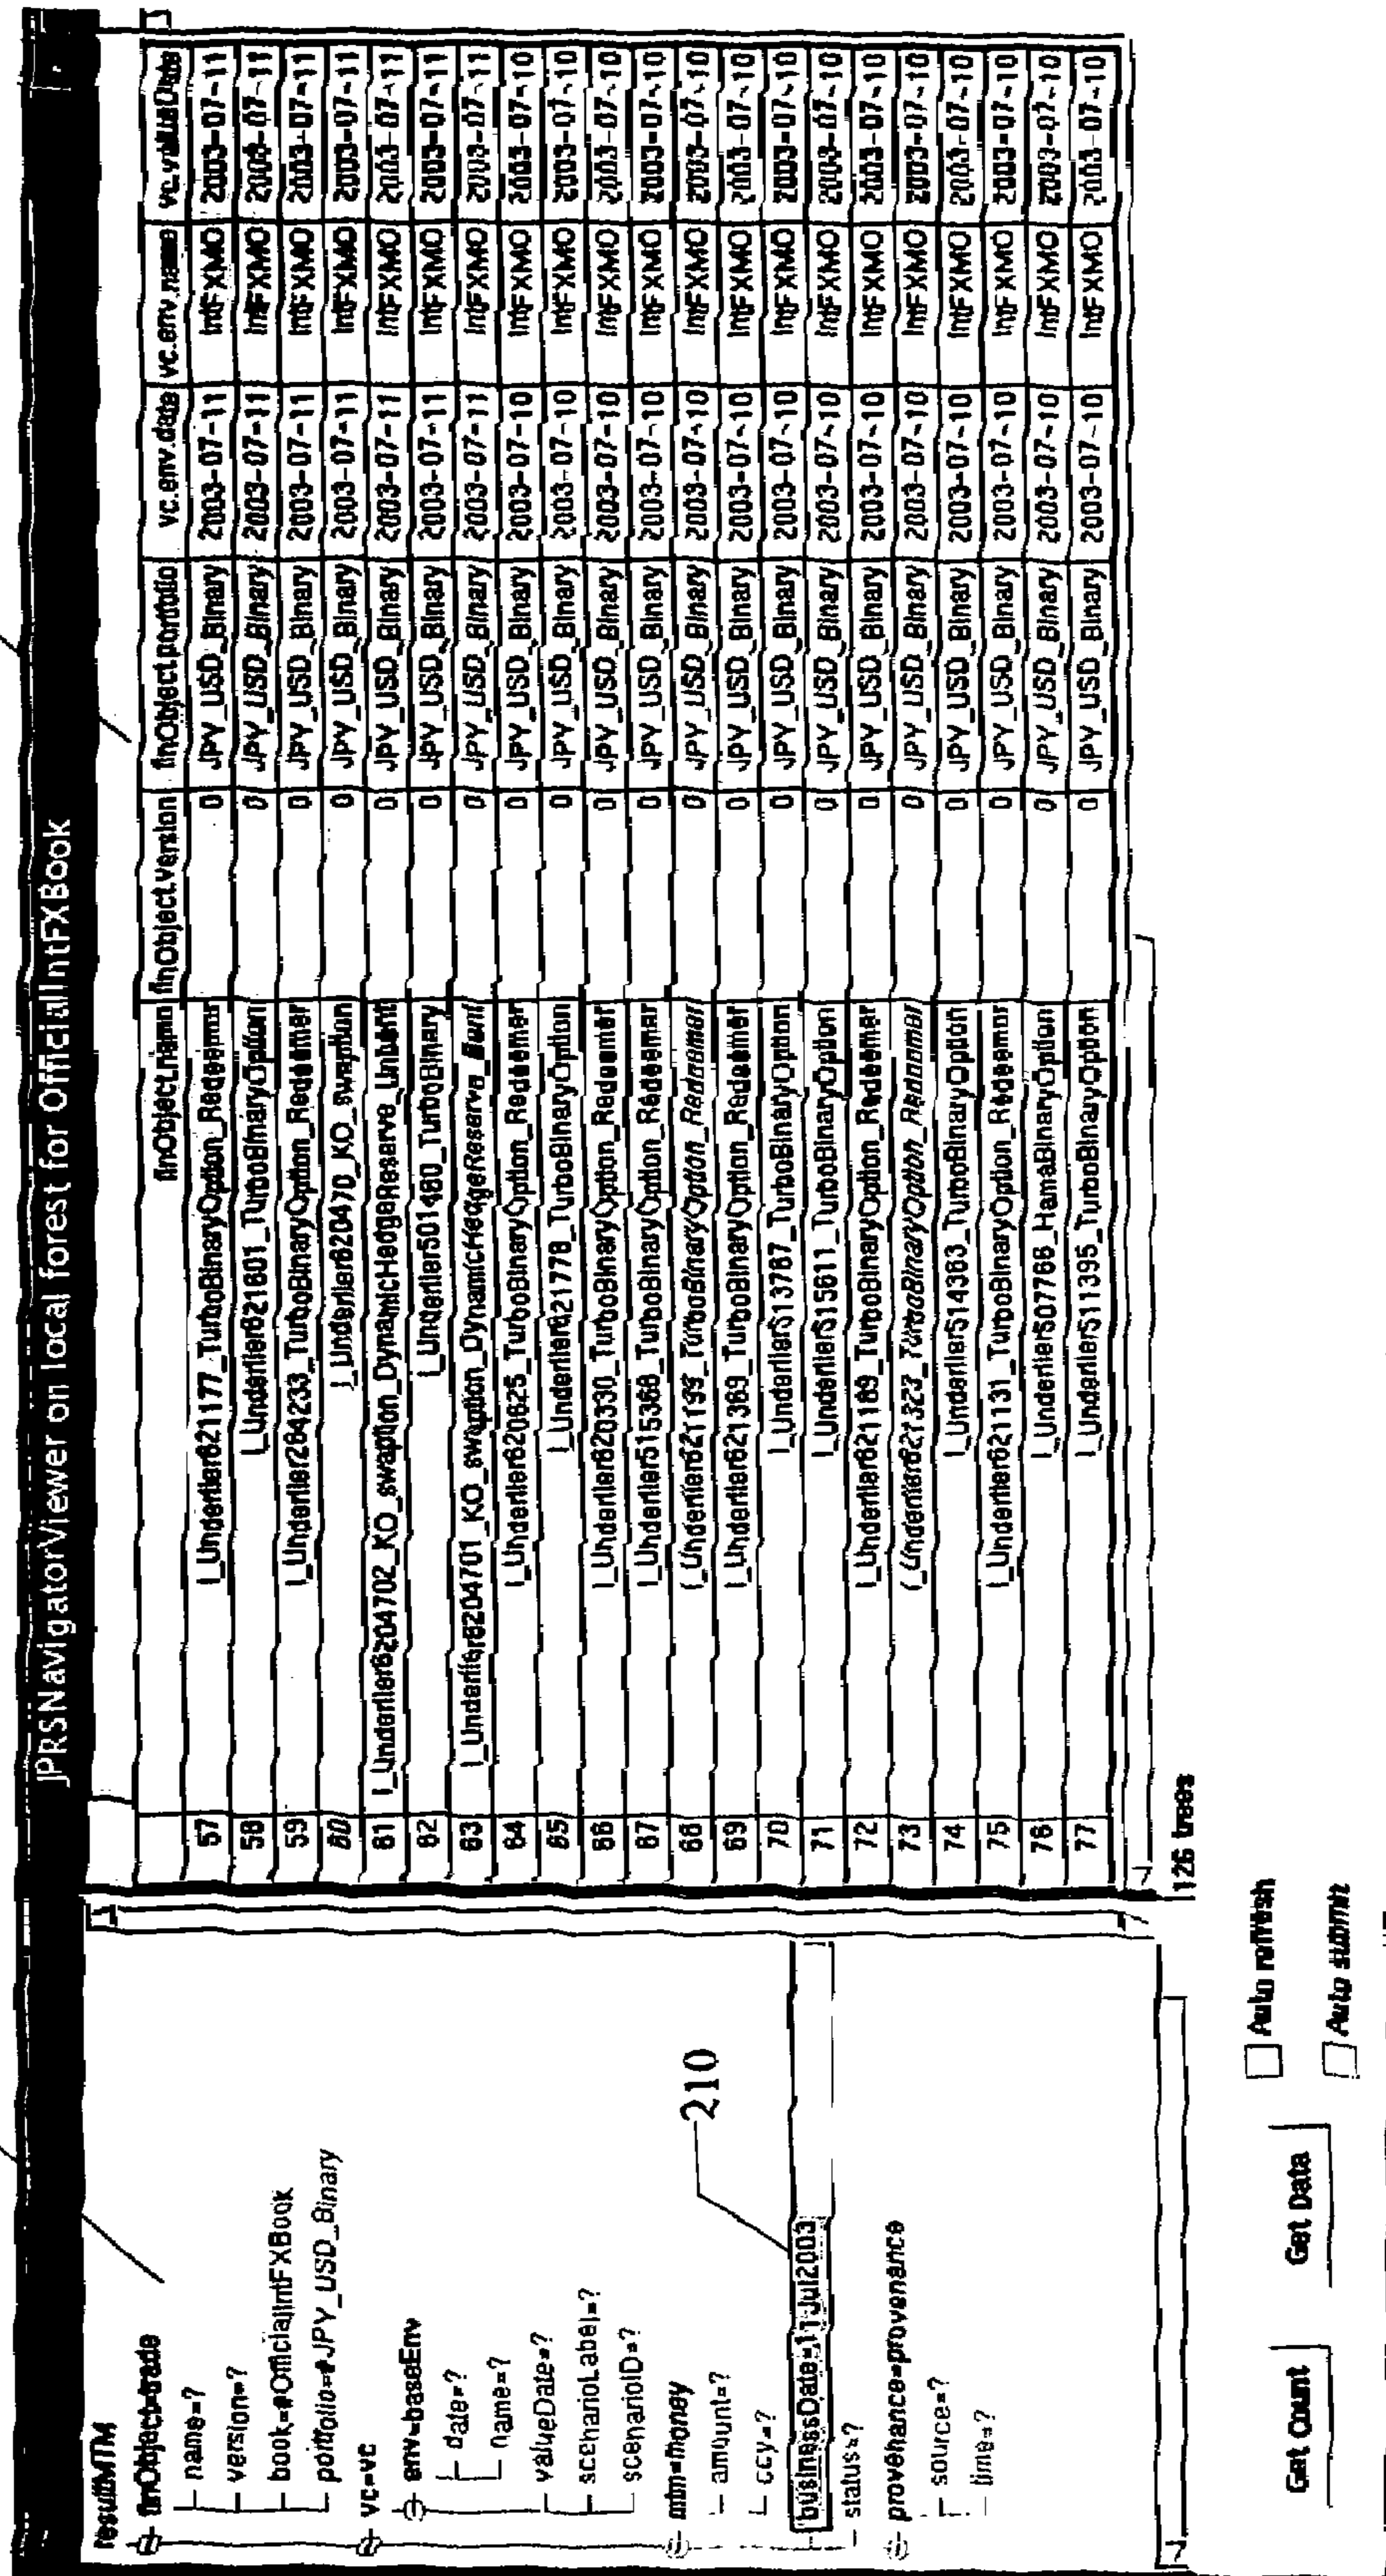 JPRSNavigatorViewer on local forest for OfficialIntFXBook
resultMTM
finObject=trade
name=?
version=?
book=#OfficialIntFXBook
portfolio=#JPY_USD_Binary
vc=vc
env=baseEnv
date=?
name=?
valueDate=?
scenarioLabel=?
scenarioID=?
mtm=money
amount=?
ccy=?
businessDate=11Jul2003
status=?
provenance=provenance
source=?
time=?
210
Get Count
Get Data
Auto refresh
Auto submit
finObject.name finObject.version finObject.portfolio vc.env.date vc.env.name vc.valueDate
57 I_Underlier621177_TurboBinaryOption_Redeemer 0 JPY_USD_Binary 2003-07-11 IntFXMO 2003-07-11
58 I_Underlier621601_TurboBinaryOption 0 JPY_USD_Binary 2003-07-11 IntFXMO 2003-07-11
59 I_Underlier284233_TurboBinaryOption_Redeemer 0 JPY_USD_Binary 2003-07-11 IntFXMO 2003-07-11
60 I_Underlier620470_KO_swaption 0 JPY_USD_Binary 2003-07-11 IntFXMO 2003-07-11
61 I_Underlier6204702_KO_swaption_DynamicHedgeReserve_Unbent 0 JPY_USD_Binary 2003-07-11 IntFXMO 2003-07-11
62 I_Underlier501480_TurboBinary 0 JPY_USD_Binary 2003-07-11 IntFXMO 2003-07-11
63 I_Underlier6204701_KO_swaption_DynamicHedgeReserve_Bent 0 JPY_USD_Binary 2003-07-11 IntFXMO 2003-07-11
64 I_Underlier620625_TurboBinaryOption_Redeemer 0 JPY_USD_Binary 2003-07-10 IntFXMO 2003-07-10
65 I_Underlier621778_TurboBinaryOption 0 JPY_USD_Binary 2003-07-10 IntFXMO 2003-07-10
66 I_Underlier620330_TurboBinaryOption_Redeemer 0 JPY_USD_Binary 2003-07-10 IntFXMO 2003-07-10
67 I_Underlier515368_TurboBinaryOption_Redeemer 0 JPY_USD_Binary 2003-07-10 IntFXMO 2003-07-10
68 I_Underlier621199_TurboBinaryOption_Redeemer 0 JPY_USD_Binary 2003-07-10 IntFXMO 2003-07-10
69 I_Underlier621369_TurboBinaryOption_Redeemer 0 JPY_USD_Binary 2003-07-10 IntFXMO 2003-07-10
70 I_Underlier513787_TurboBinaryOption 0 JPY_USD_Binary 2003-07-10 IntFXMO 2003-07-10
71 I_Underlier515611_TurboBinaryOption 0 JPY_USD_Binary 2003-07-10 IntFXMO 2003-07-10
72 I_Underlier621169_TurboBinaryOption_Redeemer 0 JPY_USD_Binary 2003-07-10 IntFXMO 2003-07-10
73 I_Underlier621323_TurboBinaryOption_Redeemer 0 JPY_USD_Binary 2003-07-10 IntFXMO 2003-07-10
74 I_Underlier514363_TurboBinaryOption 0 JPY_USD_Binary 2003-07-10 IntFXMO 2003-07-10
75 I_Underlier621131_TurboBinaryOption_Redeemer 0 JPY_USD_Binary 2003-07-10 IntFXMO 2003-07-10
76 I_Underlier507766_HamaBinaryOption 0 JPY_USD_Binary 2003-07-10 IntFXMO 2003-07-10
77 I_Underlier511395_TurboBinaryOption 0 JPY_USD_Binary 2003-07-10 IntFXMO 2003-07-10
126 trees